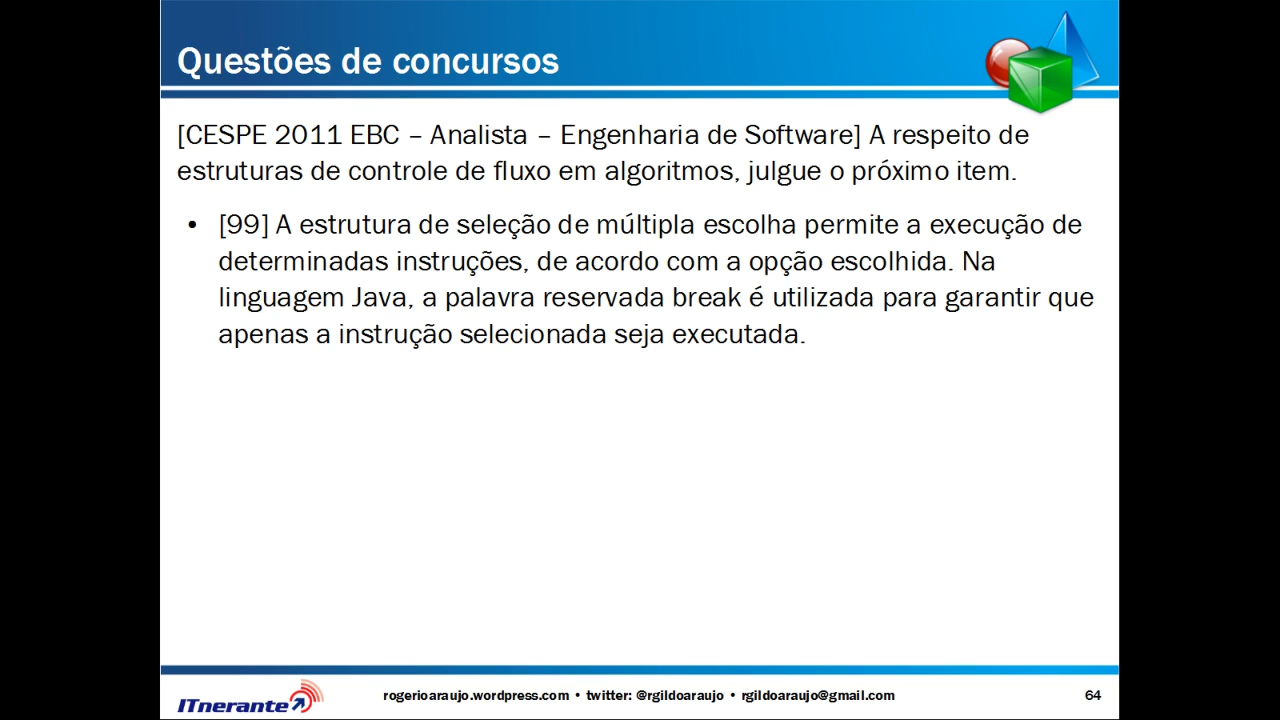 Questões de concursos
[CESPE 2011 EBC – Analista – Engenharia de Software] A respeito de
estruturas de controle de fluxo em algoritmos, julgue o próximo item.
• [99] A estrutura de seleção de múltipla escolha permite a execução de
determinadas instruções, de acordo com a opção escolhida. Na
linguagem Java, a palavra reservada break é utilizada para garantir que
apenas a instrução selecionada seja executada.
ITnerante
rogerioaraujo.wordpress.com • twitter: @rgildoaraujo • rgildoaraujo@gmail.com
64